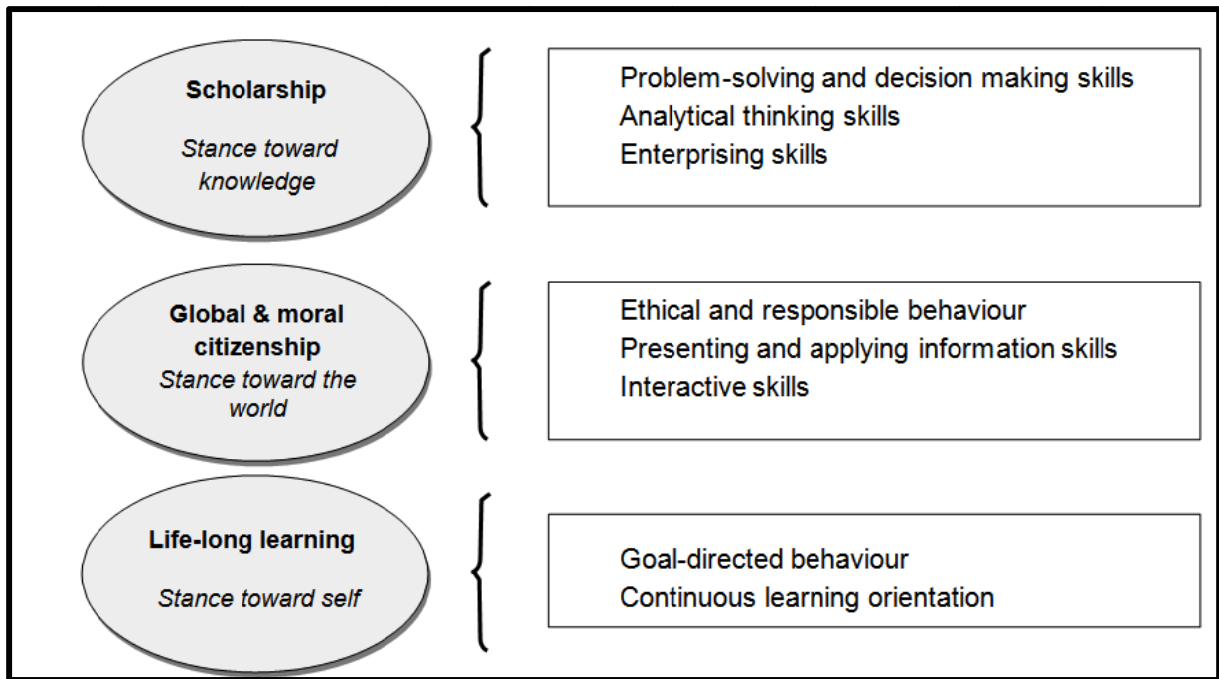 Scholarship
Stance toward
knowledge
Problem-solving and decision making skills
Analytical thinking skills
Enterprising skills
Global & moral
citizenship
Stance toward the
world
Ethical and responsible behaviour
Presenting and applying information skills
Interactive skills
Life-long learning
Stance toward self
Goal-directed behaviour
Continuous learning orientation